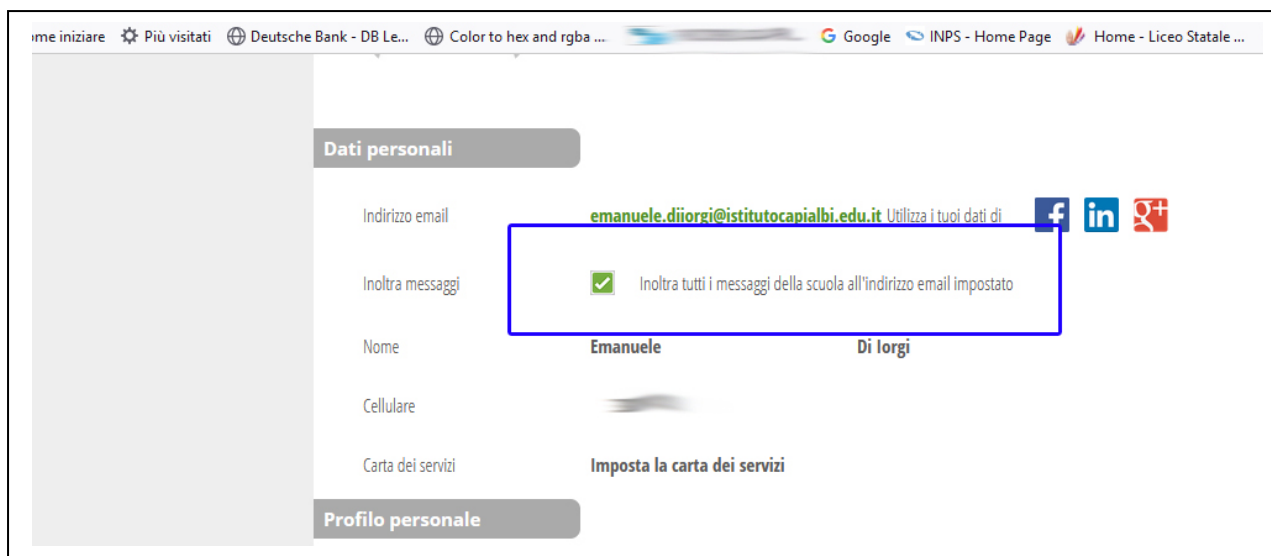 ome iniziare Più visitati Deutsche Bank - DB Le... Color to hex and rgba ... Google INPS - Home Page Home - Liceo Statale ...
Dati personali
Indirizzo email emanuele.diiorgi@istitutocapialbi.edu.it Utilizza i tuoi dati di f in g+
Inoltra messaggi Inoltra tutti i messaggi della scuola all'indirizzo email impostato
Nome Emanuele Di Iorgi
Cellulare
Carta dei servizi Imposta la carta dei servizi
Profilo personale